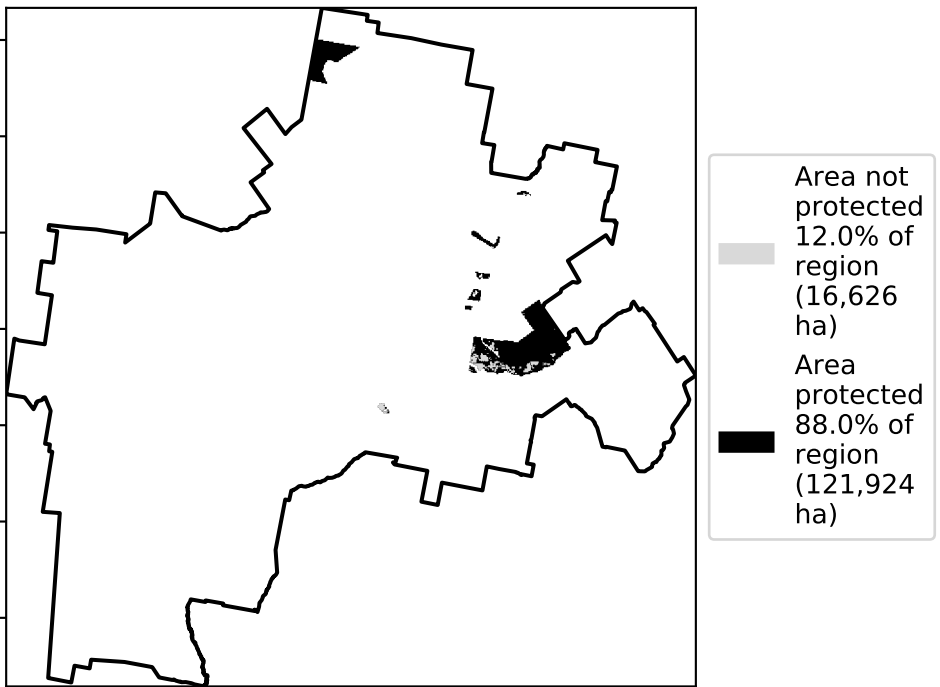 Area not
protected
12.0% of
region
(16,626
ha)
Area
protected
88.0% of
region
(121,924
ha)